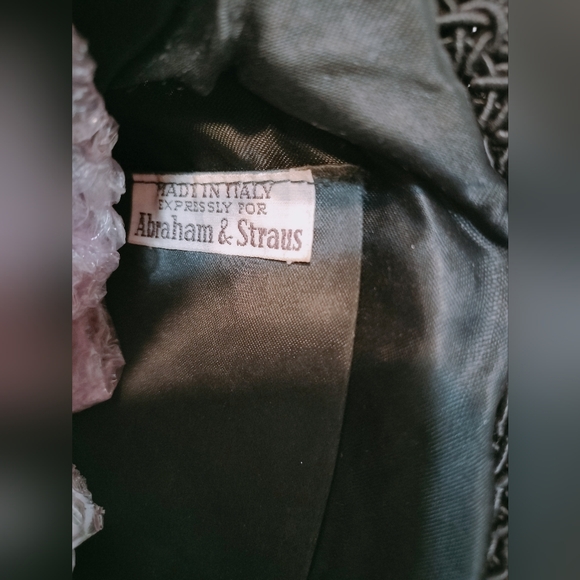 MADE IN ITALY
EXPRESSLY FOR
Abraham & Straus